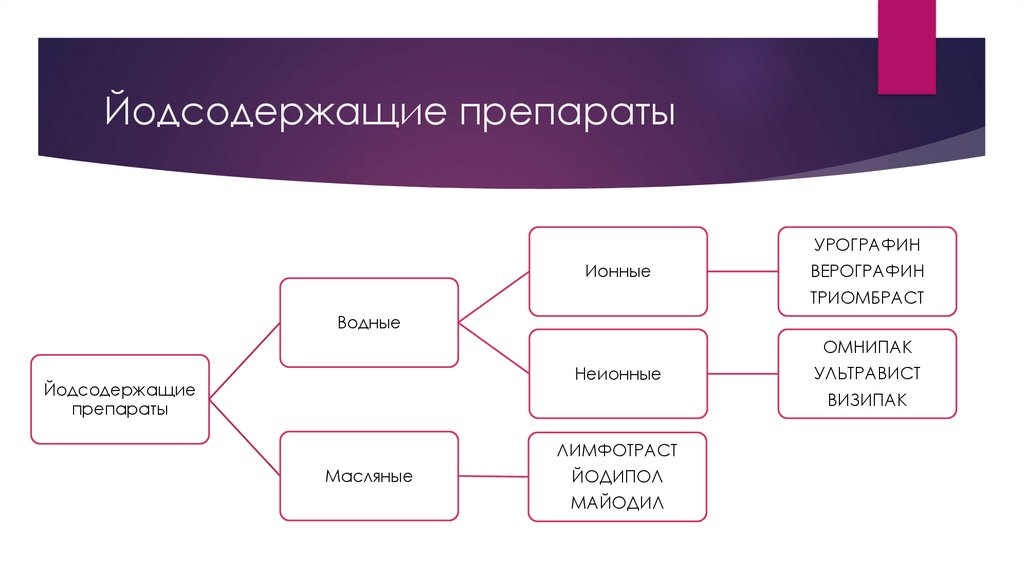 Йодсодержащие препараты
Йодсодержащие
препараты
Водные
Масляные
Ионные
Неионные
ЛИМФОТРАСТ
ЙОДИПОЛ
МАЙОДИЛ
УРОГРАФИН
ВЕРОГРАФИН
ТРИОМБРАСТ
ОМНИПАК
УЛЬТРАВИСТ
ВИЗИПАК